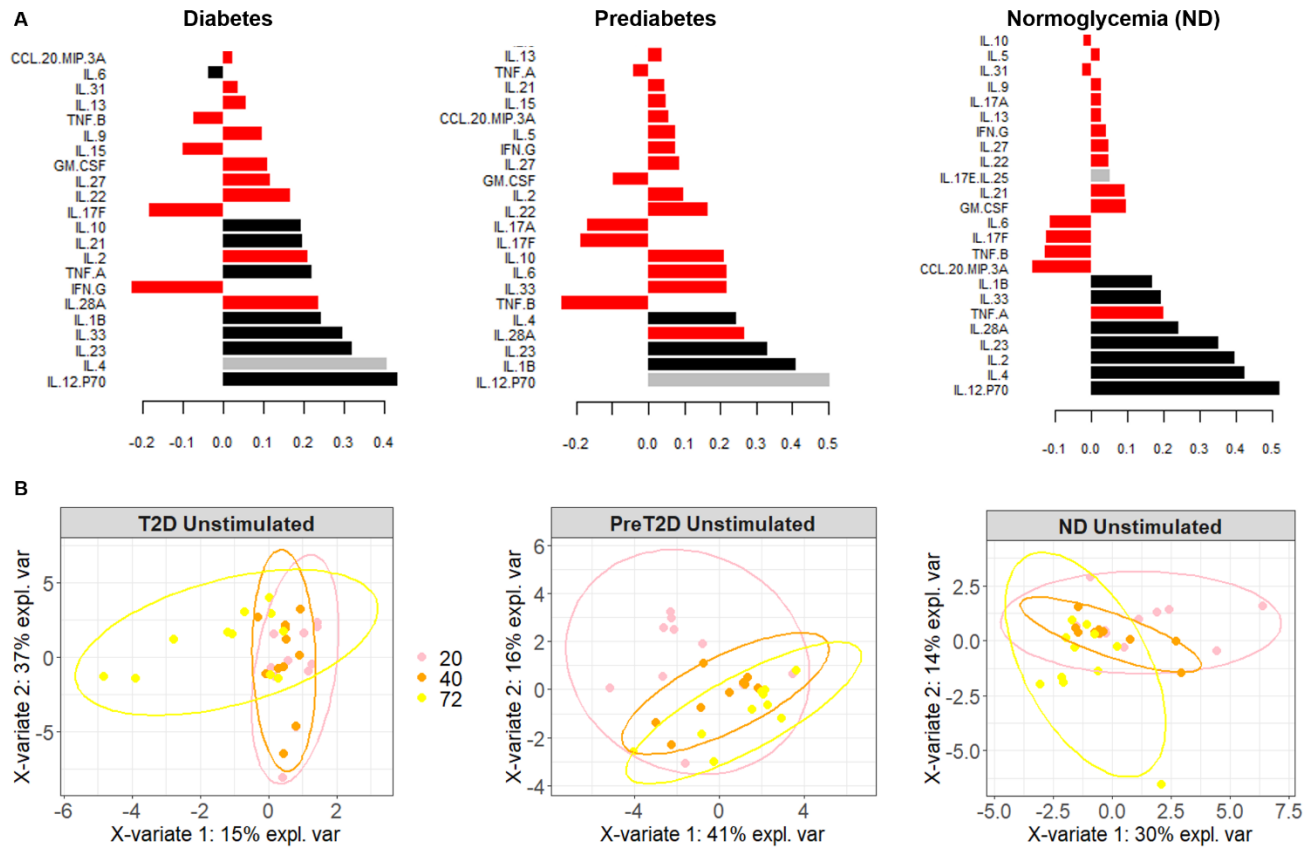 A
Diabetes
CCL.20.MIP.3A
IL.6
IL.31
IL.13
TNF.B
IL.9
IL.15
GM.CSF
IL.27
IL.22
IL.17F
IL.10
IL.21
IL.2
TNF.A
IFN.G
IL.28A
IL.1B
IL.33
IL.23
IL.4
IL.12.P70
-0.2 -0.1 0.0 0.1 0.2 0.3 0.4
Prediabetes
IL.13
TNF.A
IL.21
IL.15
CCL.20.MIP.3A
IL.5
IFN.G
IL.27
GM.CSF
IL.2
IL.22
IL.17A
IL.17F
IL.10
IL.6
IL.33
TNF.B
IL.4
IL.28A
IL.23
IL.1B
IL.12.P70
-0.2 0.0 0.1 0.2 0.3 0.4 0.5
Normoglycemia (ND)
IL.10
IL.5
IL.31
IL.9
IL.17A
IL.13
IFN.G
IL.27
IL.22
IL.17E.IL.25
IL.21
GM.CSF
IL.6
IL.17F
TNF.B
CCL.20.MIP.3A
IL.1B
IL.33
TNF.A
IL.28A
IL.23
IL.2
IL.4
IL.12.P70
-0.1 0.0 0.1 0.2 0.3 0.4 0.5
B
T2D Unstimulated
X-variate 2: 37% expl. var
5
0
-5
-6 -4 -2 0 2
X-variate 1: 15% expl. var
20
40
72
PreT2D Unstimulated
X-variate 2: 16% expl. var
6
4
2
0
-2
-4
-4 0 4
X-variate 1: 41% expl. var
ND Unstimulated
X-variate 2: 14% expl. var
2.5
0.0
-2.5
-5.0
-5.0 -2.5 0.0 2.5 5.0 7.5
X-variate 1: 30% expl. var